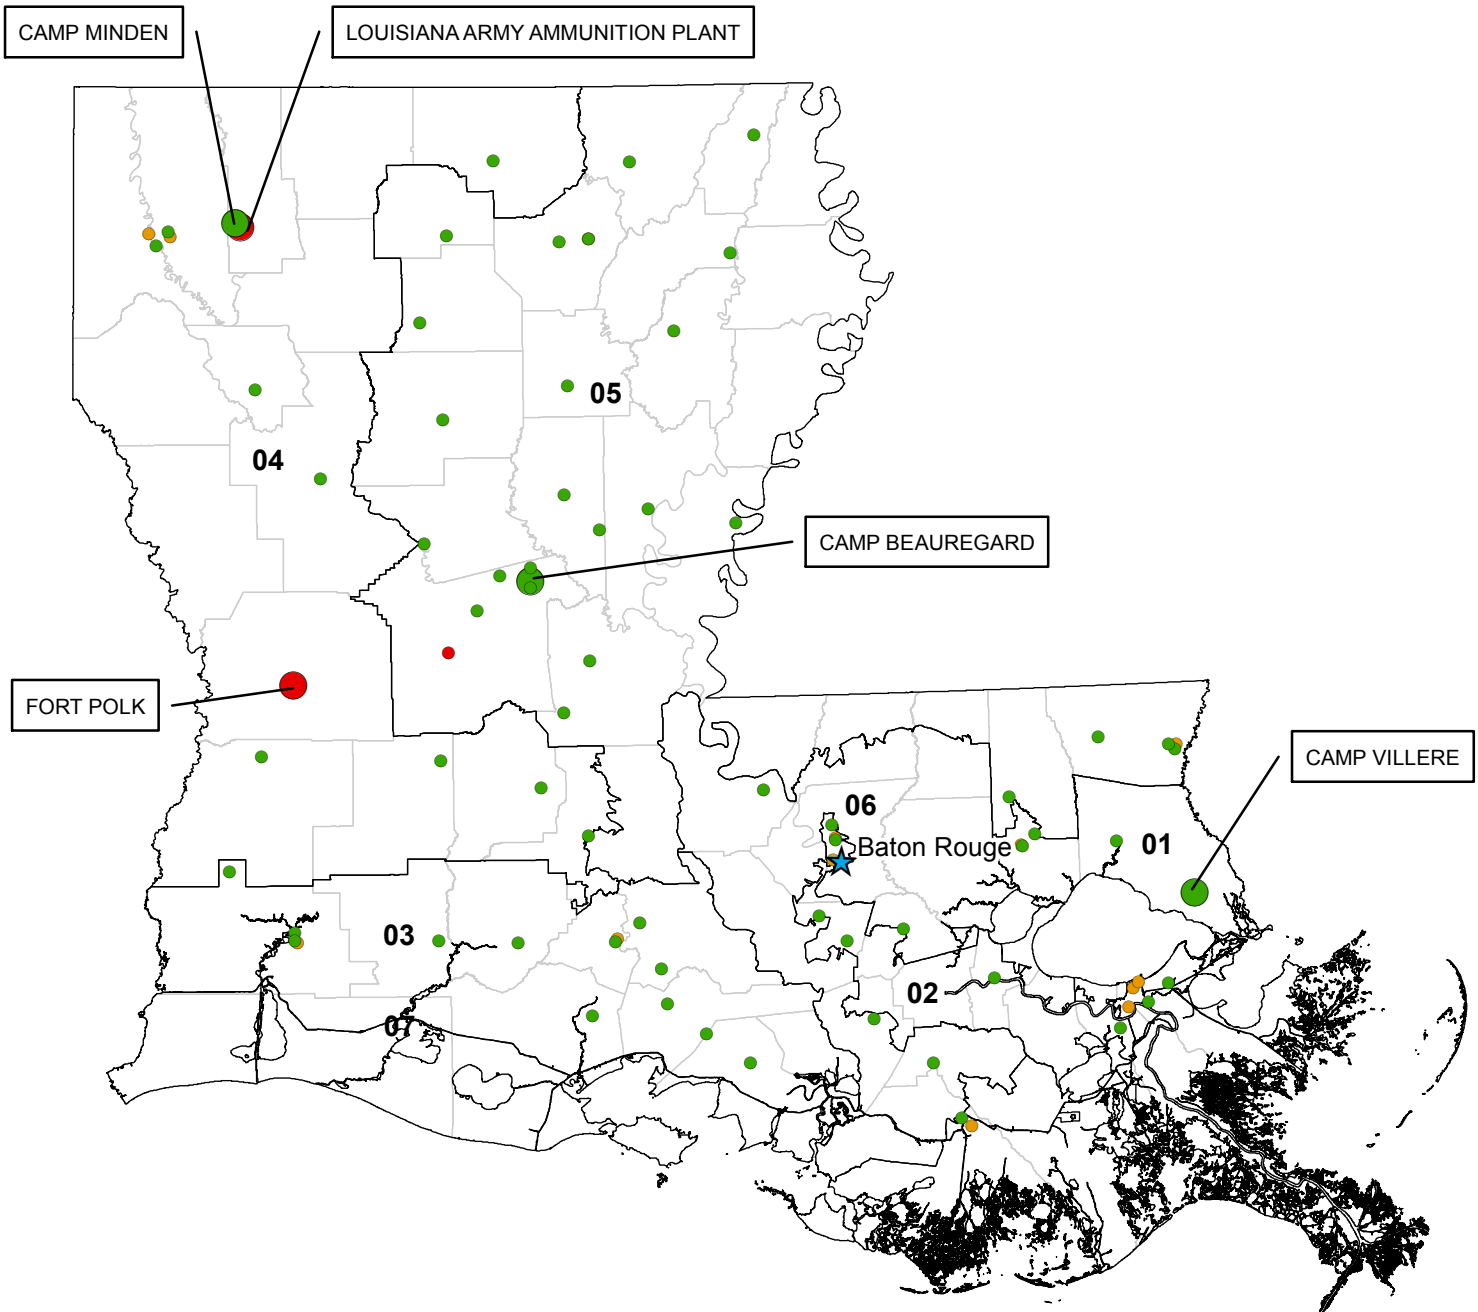 CAMP MINDEN
LOUISIANA ARMY AMMUNITION PLANT
05
04
CAMP BEAUREGARD
FORT POLK
CAMP VILLERE
06
Baton Rouge
01
03
02
07